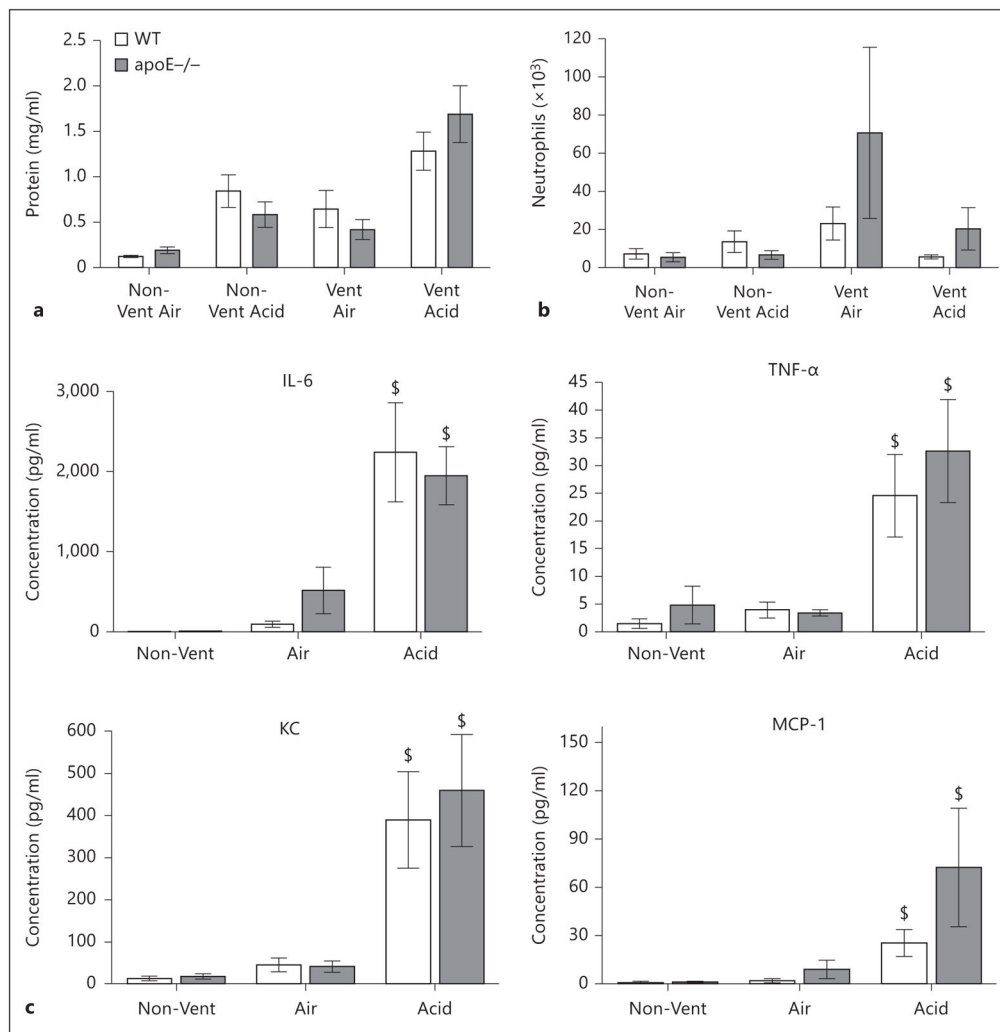 WT
apoE–/–
Protein (mg/ml)
2.5
2.0
1.5
1.0
0.5
0
Non-
Vent Air
Non-
Vent Acid
Vent
Air
Vent
Acid
a
Neutrophils (×10³)
120
100
80
60
40
20
0
Non-
Vent Air
Non-
Vent Acid
Vent
Air
Vent
Acid
b
IL-6
Concentration (pg/ml)
3,000
2,000
1,000
0
$
$
Non-Vent
Air
Acid
TNF-α
Concentration (pg/ml)
45
40
35
30
25
20
15
10
5
0
$
$
Non-Vent
Air
Acid
KC
Concentration (pg/ml)
600
500
400
300
200
100
0
$
$
Non-Vent
Air
Acid
c
MCP-1
Concentration (pg/ml)
150
90
60
30
0
$
$
Non-Vent
Air
Acid